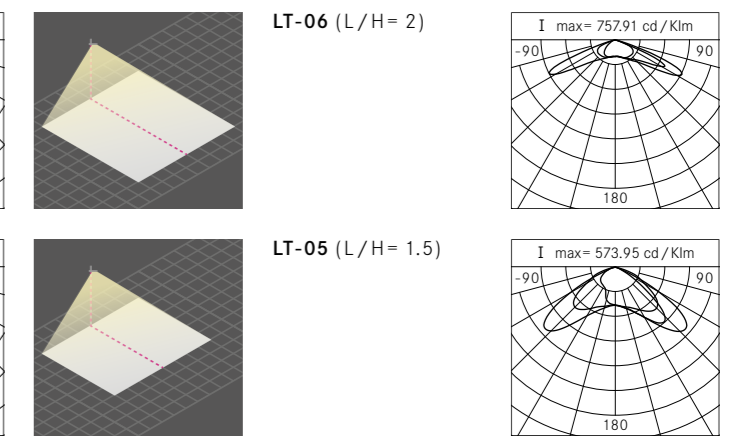 LT-06 (L/H= 2)
I max= 757.91 cd/Klm
-90 90
180
LT-05 (L/H= 1.5)
I max= 573.95 cd/Klm
-90 90
180